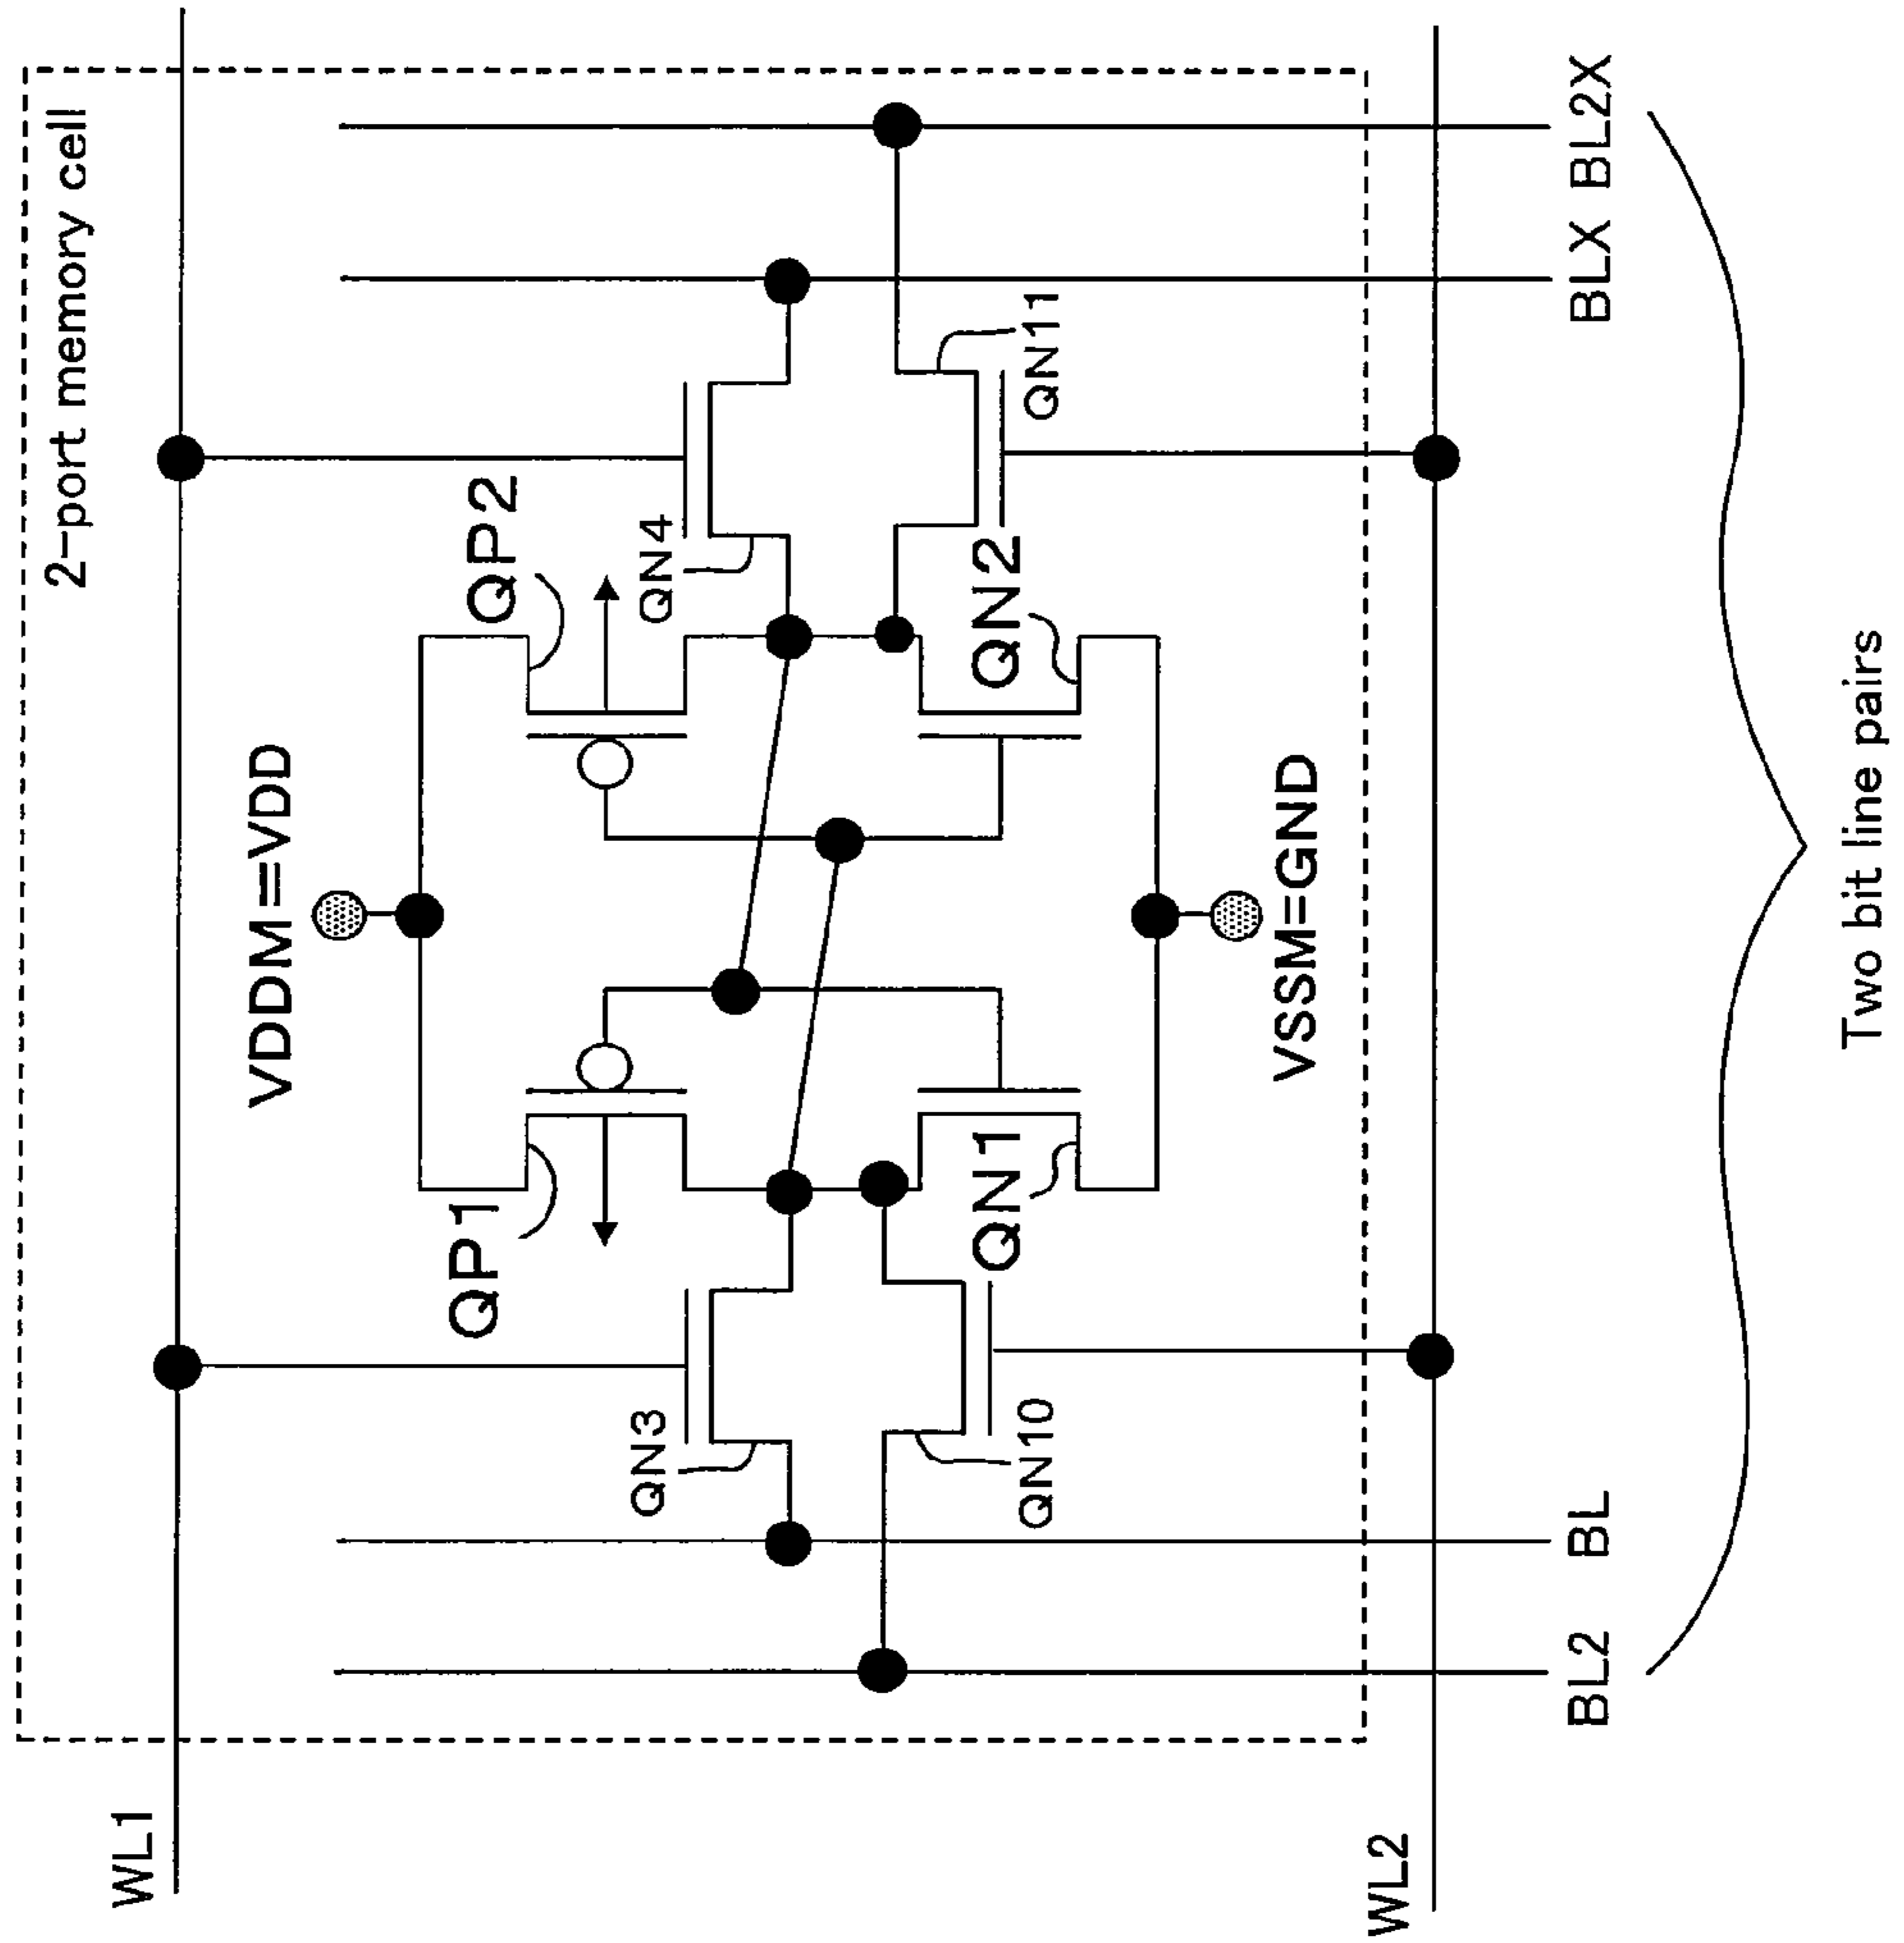 2-port memory cell
WL1
VDDM=VDD
QP1
QP2
QN3
QN4
QN1
QN2
QN10
QN11
VSSM=GND
WL2
BL2
BL
BLX
BL2X
Two bit line pairs